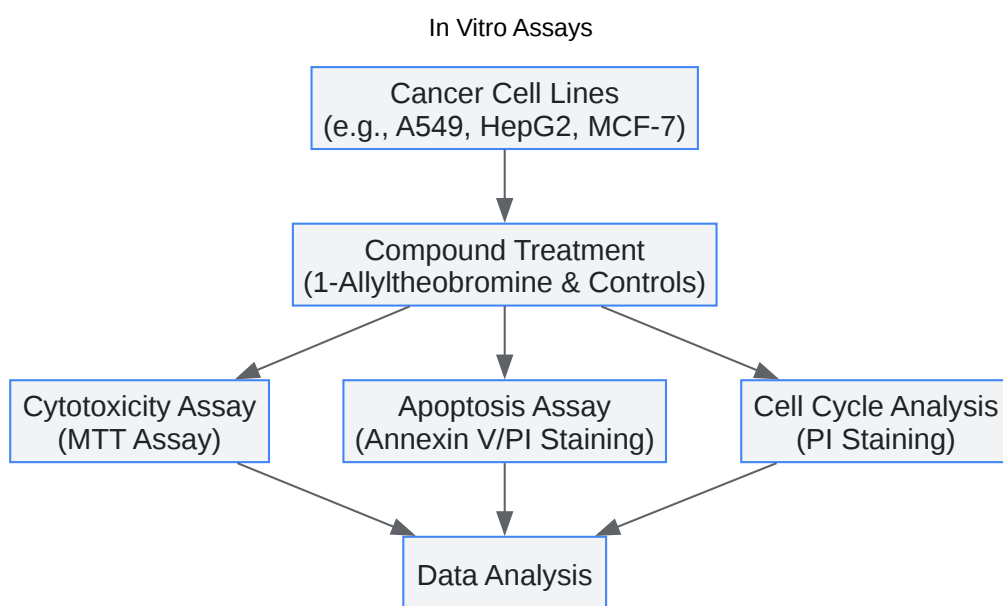 In Vitro Assays
Cancer Cell Lines
(e.g., A549, HepG2, MCF-7)
Compound Treatment
(1-Allyltheobromine & Controls)
Cytotoxicity Assay
(MTT Assay)
Apoptosis Assay
(Annexin V/PI Staining)
Cell Cycle Analysis
(PI Staining)
Data Analysis